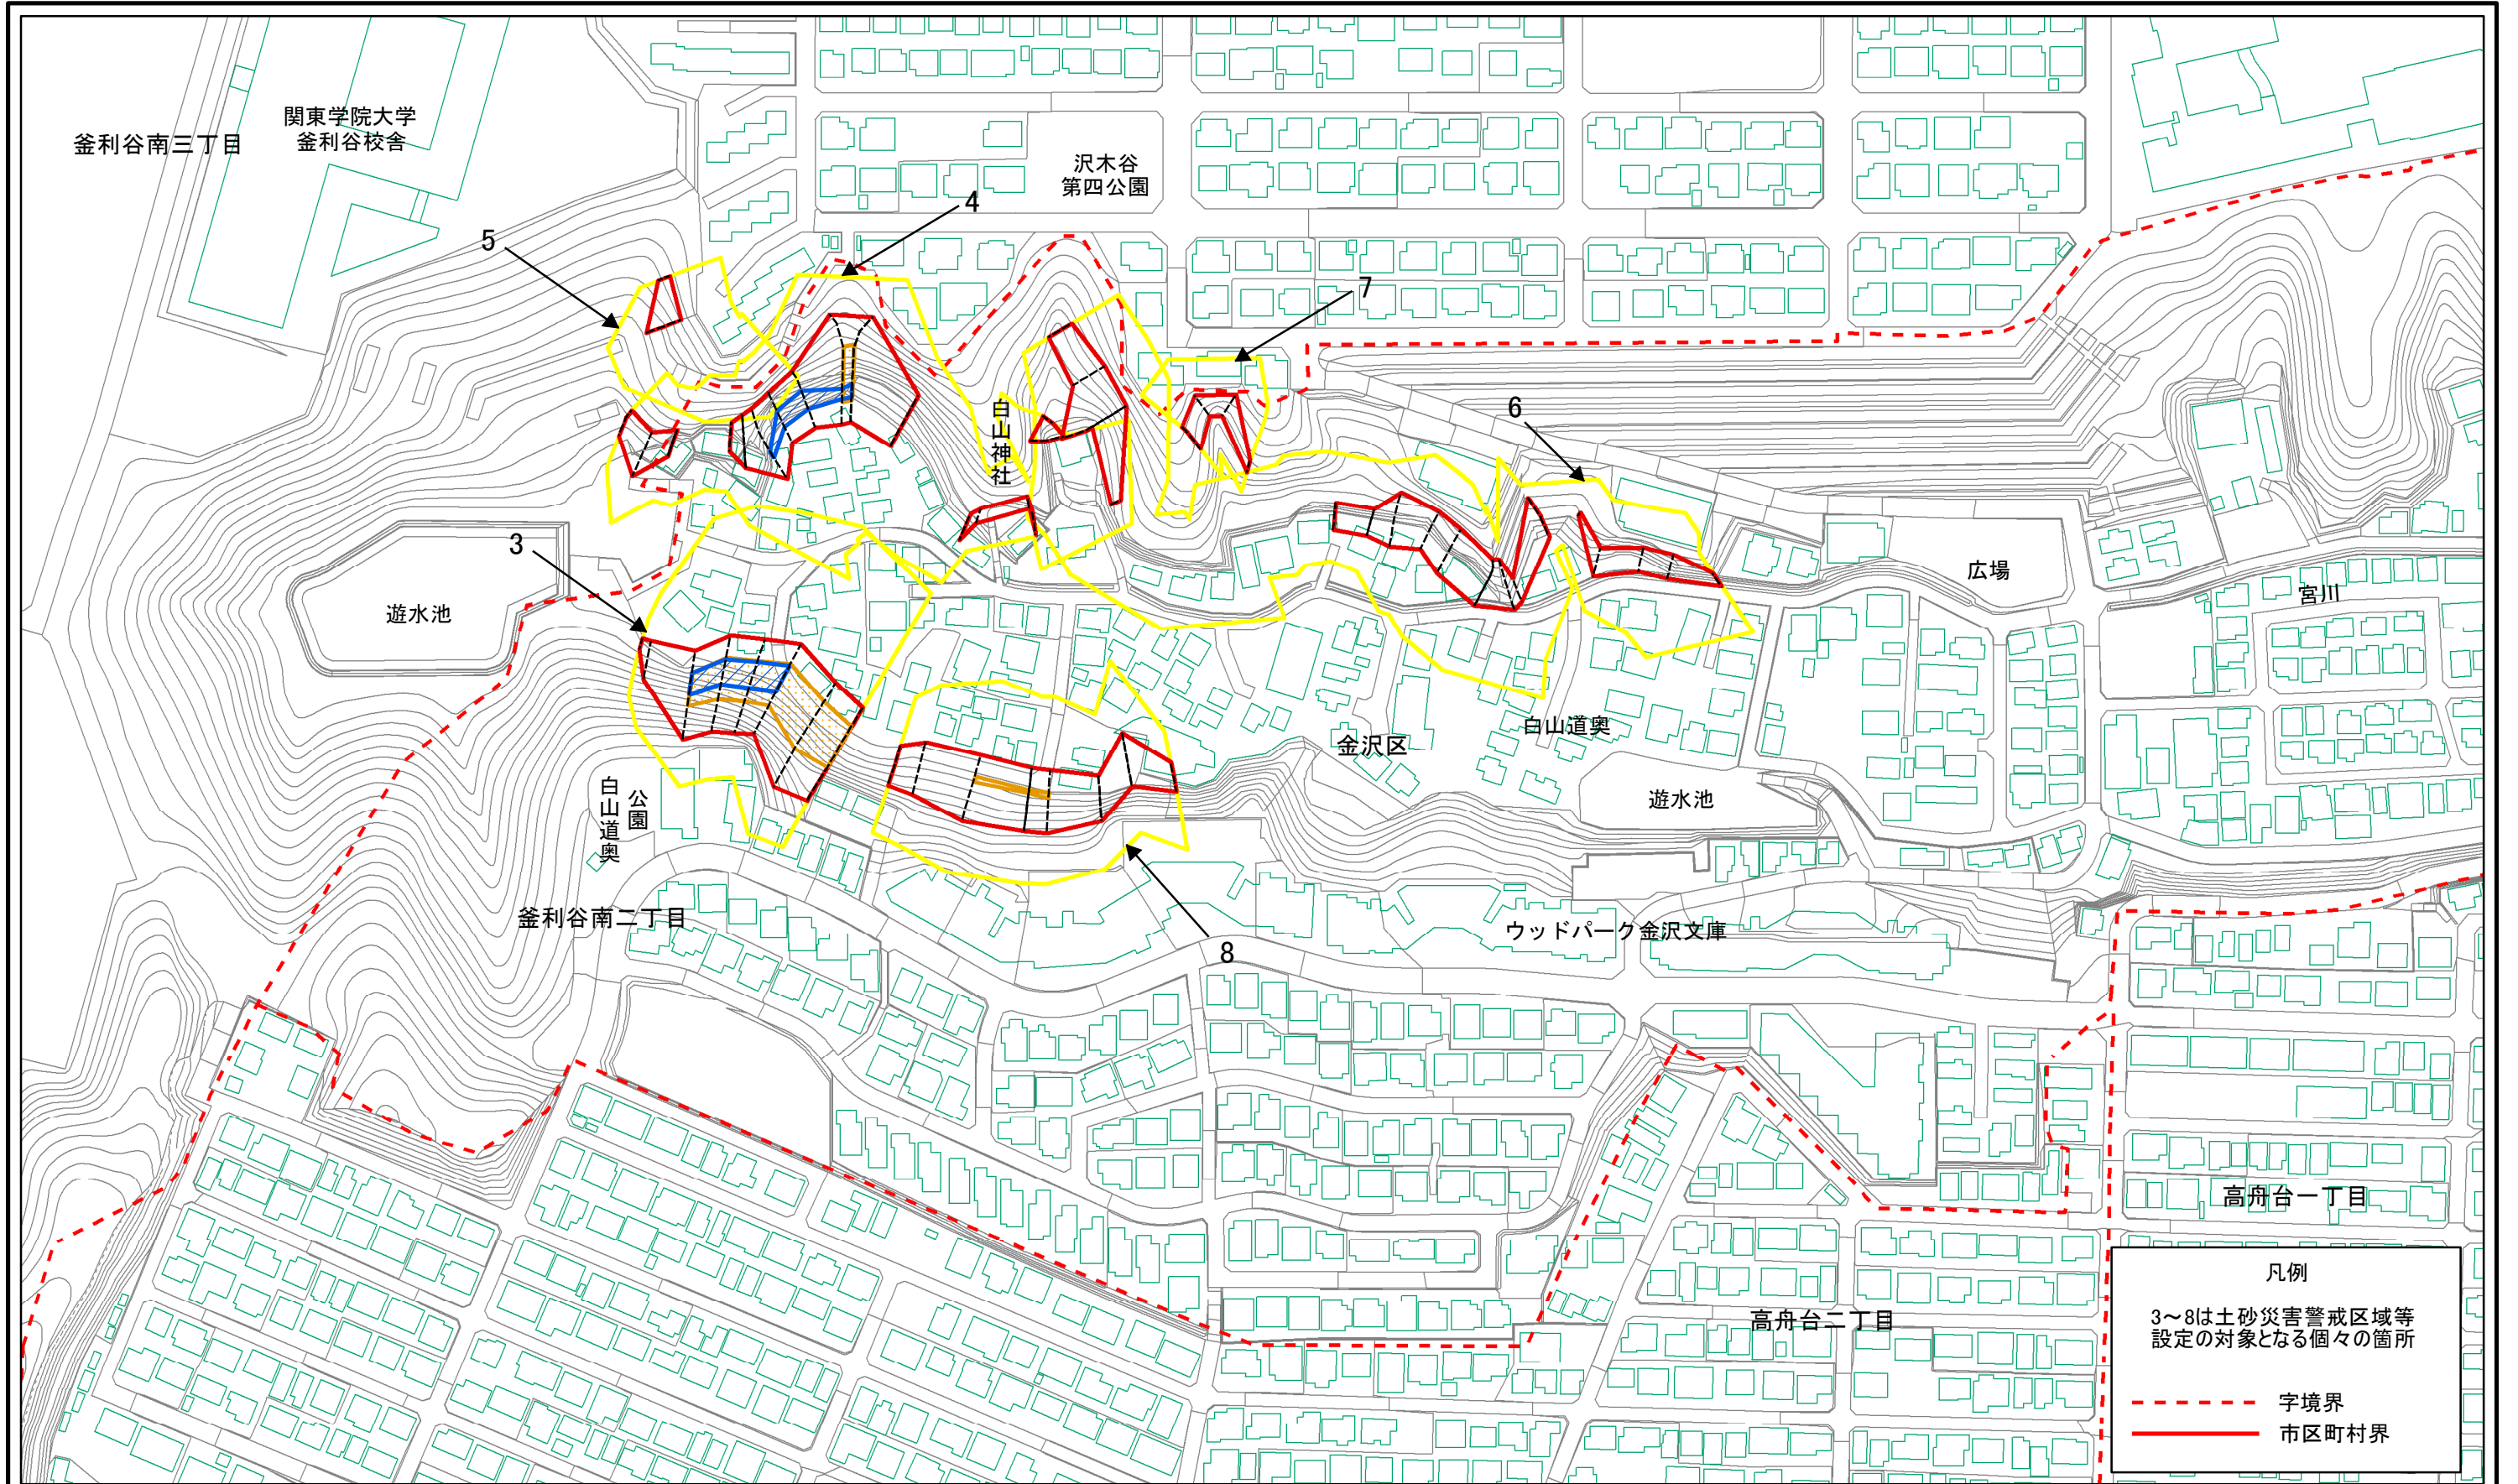 関東学院大学
釜利谷校舎
釜利谷南三丁目
沢木谷
第四公園
4
5
7
6
白山神社
3
遊水池
広場
宮川
白山道奥
金沢区
遊水池
白山道奥
公園
釜利谷南二丁目
ウッドパーク金沢文庫
8
高舟台一丁目
高舟台二丁目
凡例
3～8は土砂災害警戒区域等
設定の対象となる個々の箇所
字境界
市区町村界